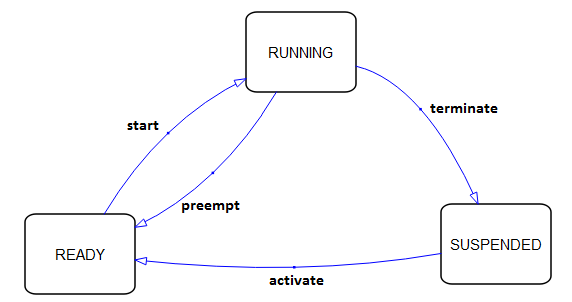 RUNNING
start
terminate
preempt
READY
SUSPENDED
activate